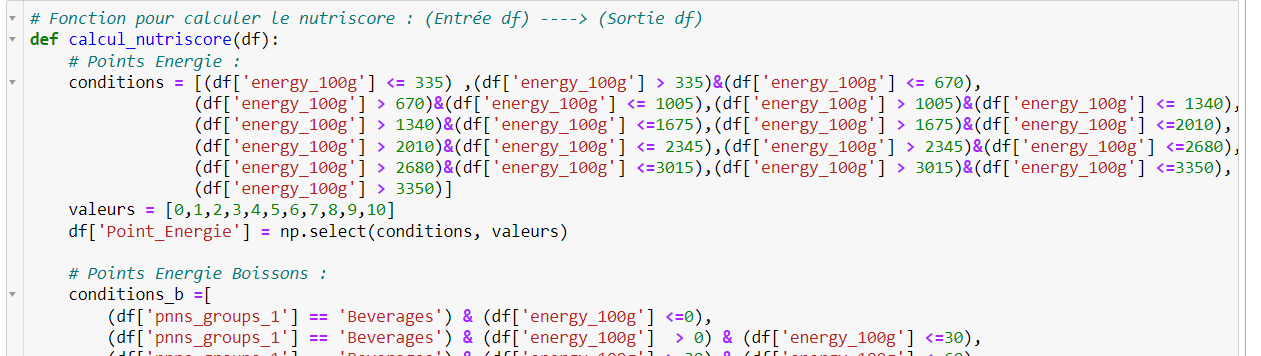 # Fonction pour calculer le nutriscore : (Entrée df) ----> (Sortie df)
def calcul_nutriscore(df):
    # Points Energie :
    conditions = [(df['energy_100g'] <= 335) ,(df['energy_100g'] > 335)&(df['energy_100g'] <= 670),
                 (df['energy_100g'] > 670)&(df['energy_100g'] <= 1005),(df['energy_100g'] > 1005)&(df['energy_100g'] <= 1340),
                 (df['energy_100g'] > 1340)&(df['energy_100g'] <=1675),(df['energy_100g'] > 1675)&(df['energy_100g'] <=2010),
                 (df['energy_100g'] > 2010)&(df['energy_100g'] <= 2345),(df['energy_100g'] > 2345)&(df['energy_100g'] <=2680),
                 (df['energy_100g'] > 2680)&(df['energy_100g'] <=3015),(df['energy_100g'] > 3015)&(df['energy_100g'] <=3350),
                 (df['energy_100g'] > 3350)]
    valeurs = [0,1,2,3,4,5,6,7,8,9,10]
    df['Point_Energie'] = np.select(conditions, valeurs)
    # Points Energie Boissons :
    conditions_b =[
        (df['pnns_groups_1'] == 'Beverages') & (df['energy_100g'] <=0),
        (df['pnns_groups_1'] == 'Beverages') & (df['energy_100g']  > 0) & (df['energy_100g'] <=30),